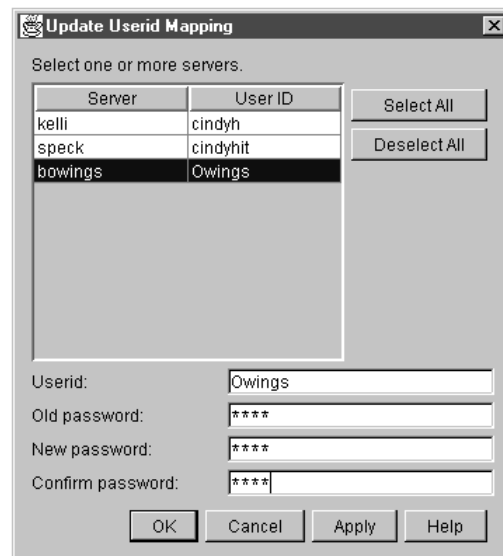 Update Userid Mapping
Select one or more servers.
Server User ID
kelli cindyh
speck cindyhit
bowings Owings
Select All
Deselect All
Userid: Owings
Old password: ****
New password: ****
Confirm password: ****
OK Cancel Apply Help